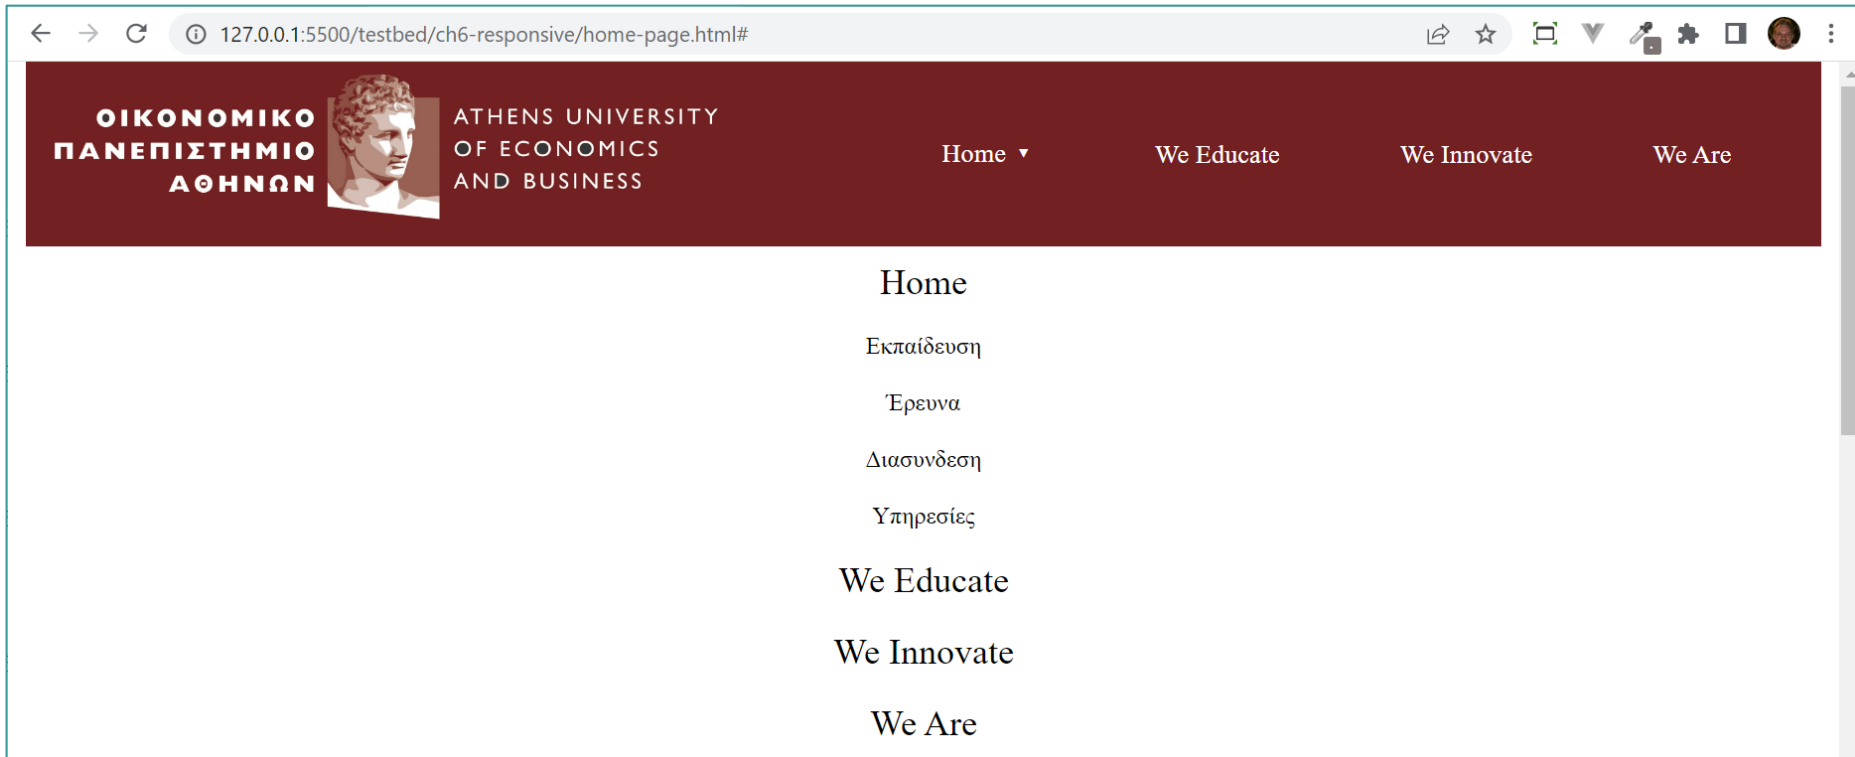 127.0.0.1:5500/testbed/ch6-responsive/home-page.html#
ΟΙΚΟΝΟΜΙΚΟ
ΠΑΝΕΠΙΣΤΗΜΙΟ
ΑΘΗΝΩΝ
ATHENS UNIVERSITY
OF ECONOMICS
AND BUSINESS
Home ▼ We Educate We Innovate We Are
Home
Εκπαίδευση
Έρευνα
Διασυνδεση
Υπηρεσίες
We Educate
We Innovate
We Are